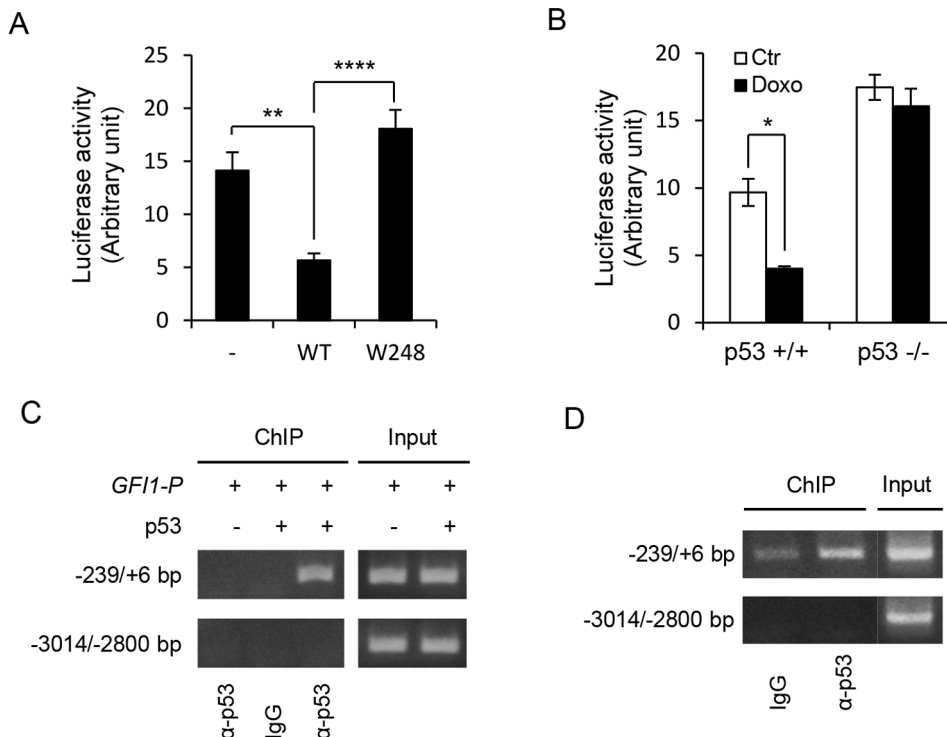 A
Luciferase activity
(Arbitrary unit)
25
20
15
10
5
0
**
****
-
WT
W248
B
Luciferase activity
(Arbitrary unit)
20
15
10
5
0
Ctr
Doxo
*
p53 +/+
p53 -/-
C
ChIP
Input
GFI1-P + + + + +
p53 - + + - +
-239/+6 bp
-3014/-2800 bp
α-p53
IgG
α-p53
D
ChIP
Input
-239/+6 bp
-3014/-2800 bp
IgG
α-p53